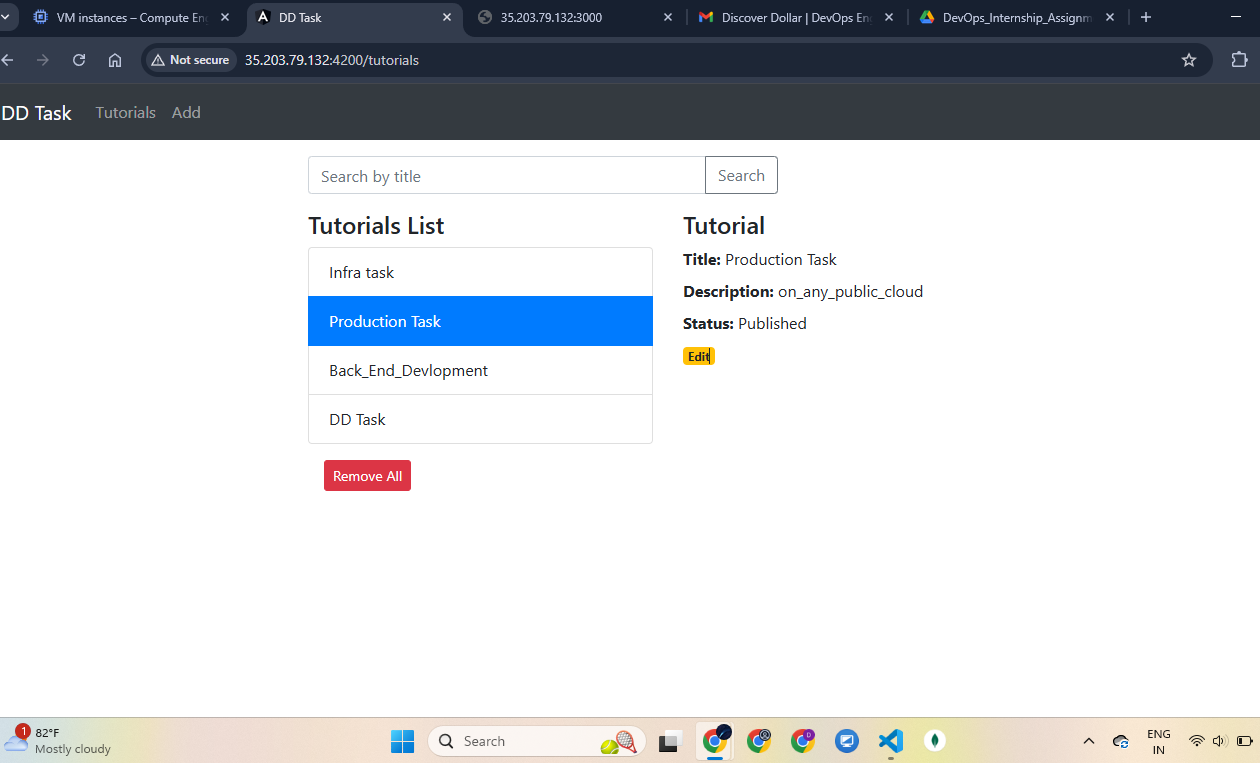 VM instances – Compute En
DD Task
35.203.79.132:3000
Discover Dollar | DevOps En
DevOps_Internship_Assignm
Not secure
35.203.79.132:4200/tutorials
DD Task
Tutorials
Add
Search by title
Search
Tutorials List
Tutorial
Infra task
Title: Production Task
Production Task
Description: on_any_public_cloud
Back_End_Devlopment
Status: Published
DD Task
Edit
Remove All
1
82°F
Mostly cloudy
Search
D
ENG
IN